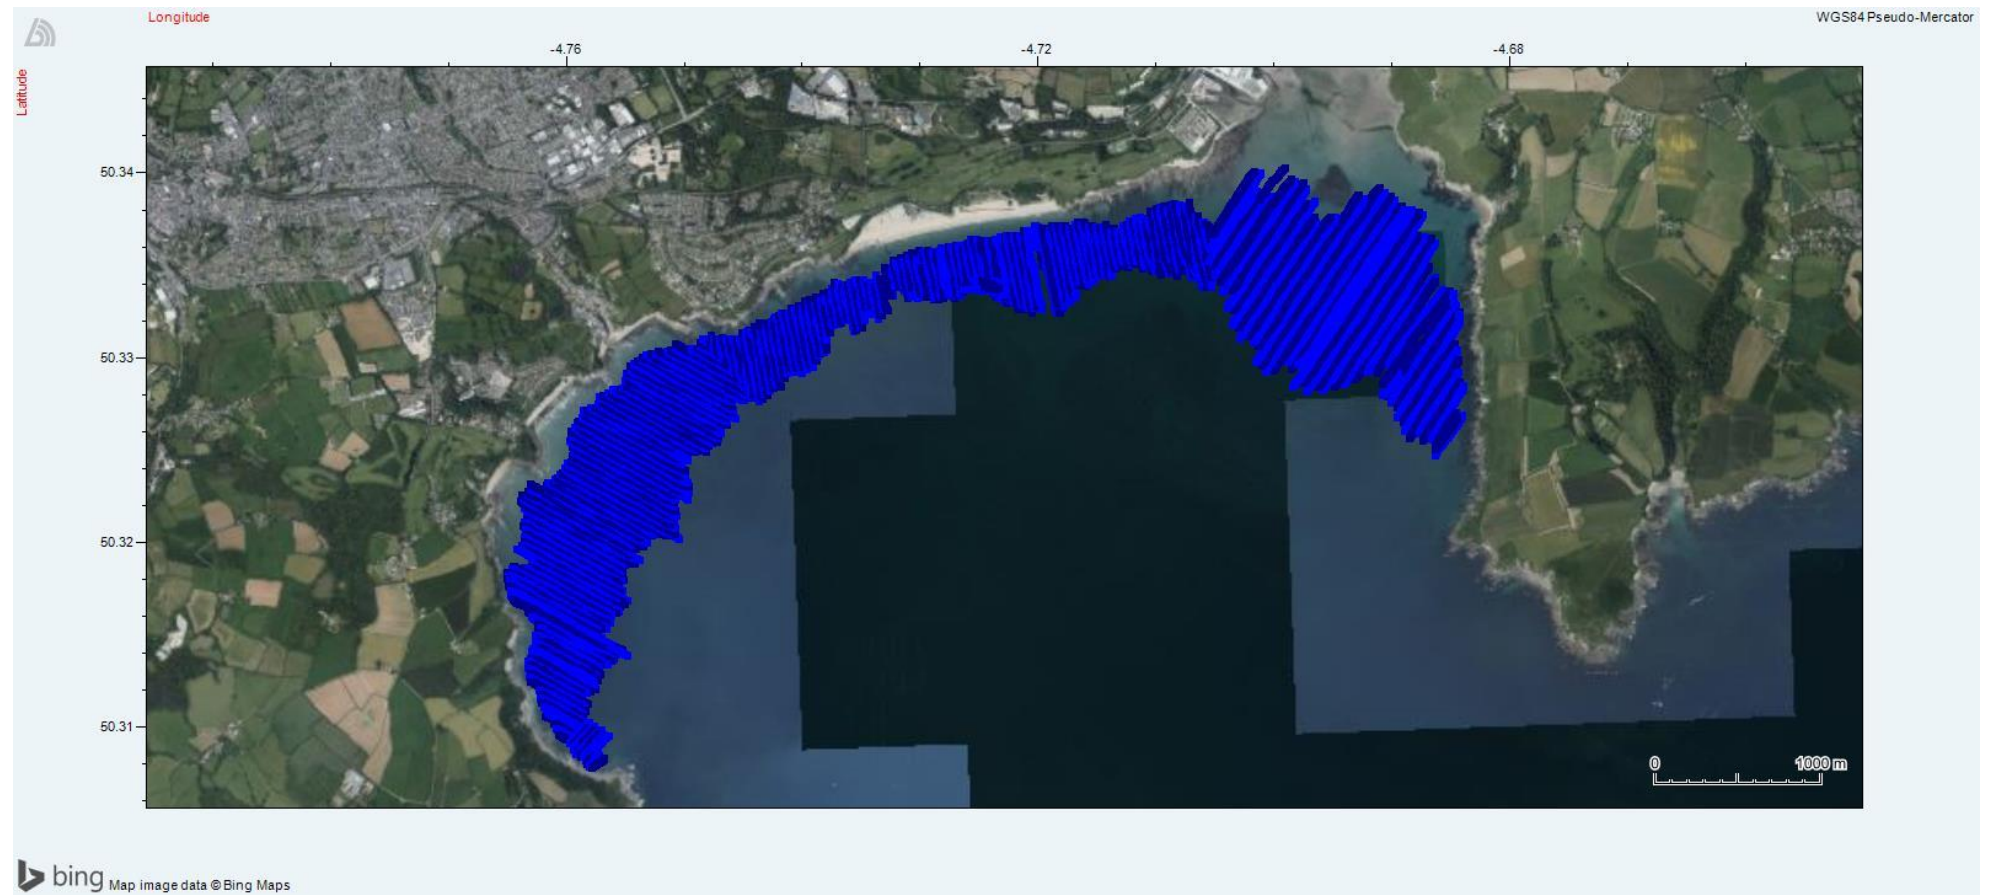 Longitude
WGS84 Pseudo-Mercator
-4.76
-4.72
-4.68
Latitude
50.34
50.33
50.32
50.31
0
1000 m
bing Map image data © Bing Maps